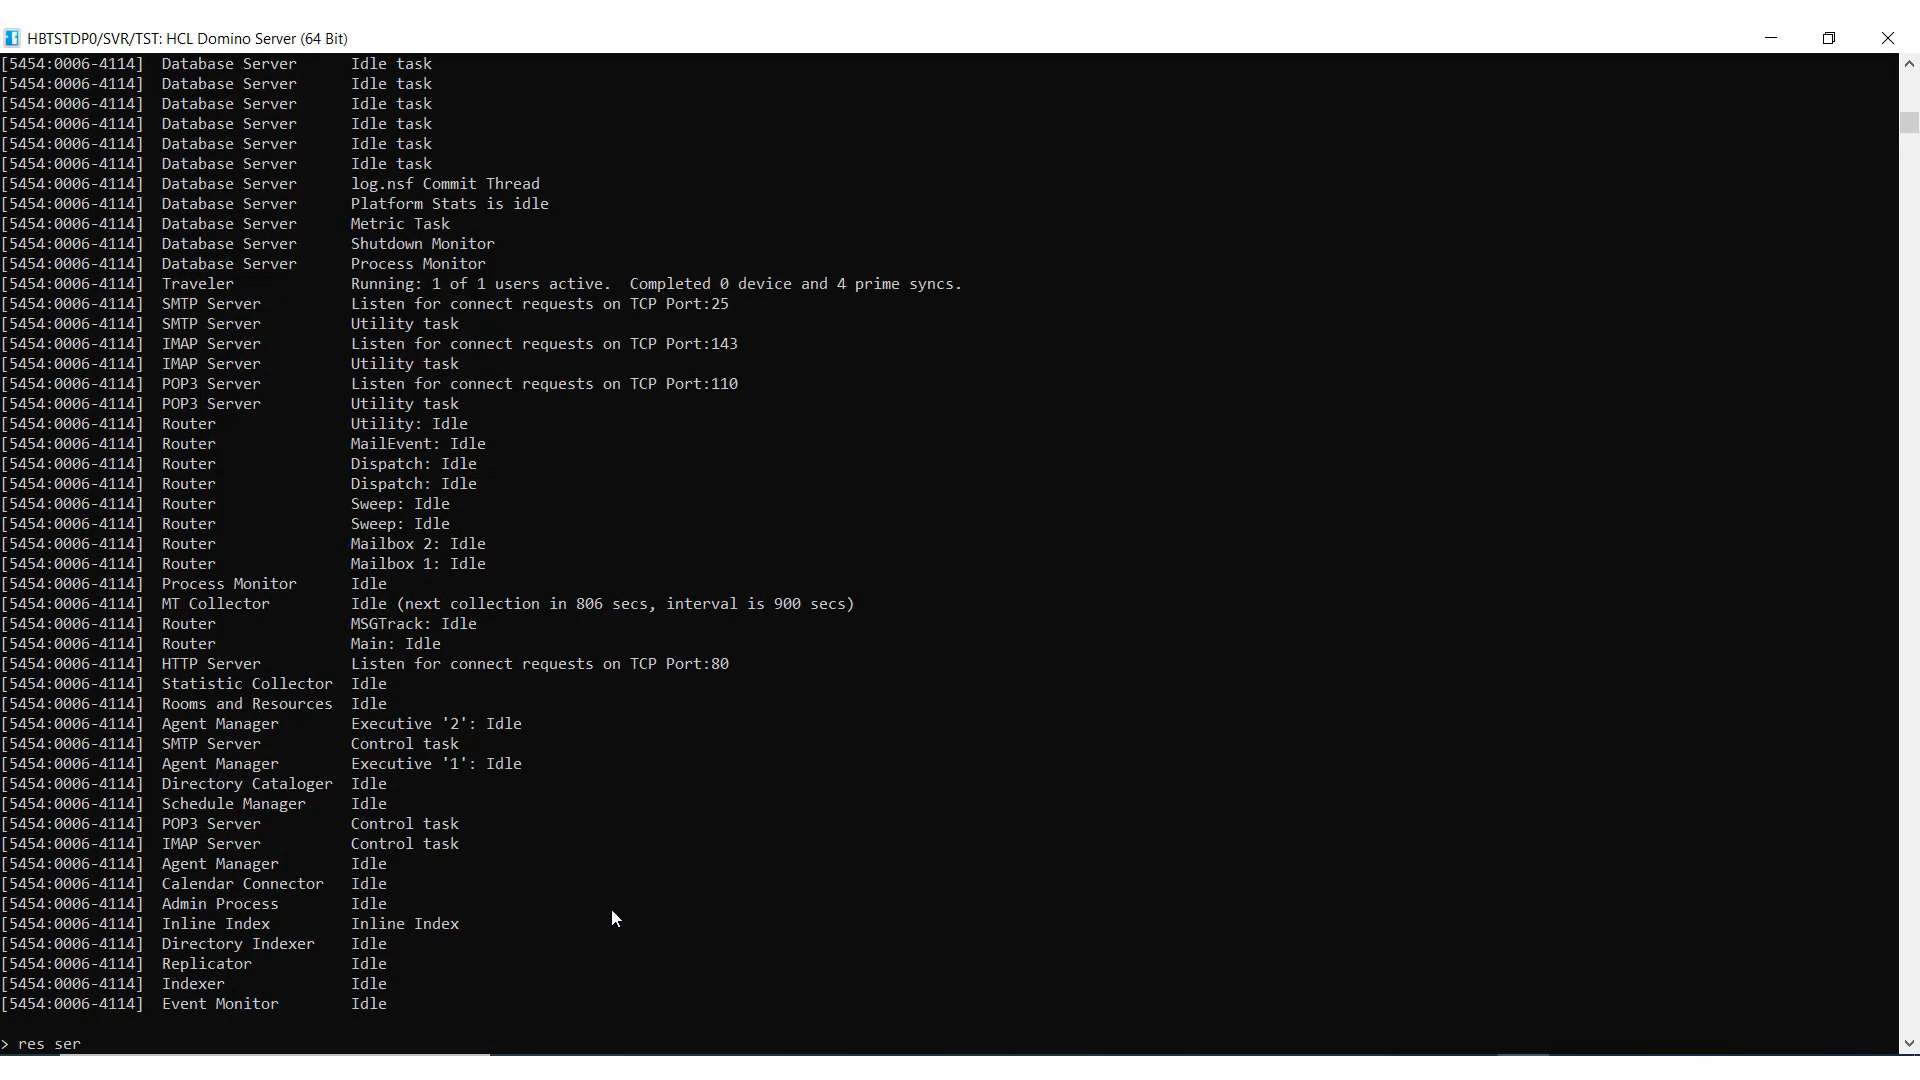 HBTSTDP0/SVR/TST: HCL Domino Server (64 Bit)
[5454:0006-4114]  Database Server      Idle task
[5454:0006-4114]  Database Server      Idle task
[5454:0006-4114]  Database Server      Idle task
[5454:0006-4114]  Database Server      Idle task
[5454:0006-4114]  Database Server      Idle task
[5454:0006-4114]  Database Server      Idle task
[5454:0006-4114]  Database Server      log.nsf Commit Thread
[5454:0006-4114]  Database Server      Platform Stats is idle
[5454:0006-4114]  Database Server      Metric Task
[5454:0006-4114]  Database Server      Shutdown Monitor
[5454:0006-4114]  Database Server      Process Monitor
[5454:0006-4114]  Traveler             Running: 1 of 1 users active.  Completed 0 device and 4 prime syncs.
[5454:0006-4114]  SMTP Server          Listen for connect requests on TCP Port:25
[5454:0006-4114]  SMTP Server          Utility task
[5454:0006-4114]  IMAP Server          Listen for connect requests on TCP Port:143
[5454:0006-4114]  IMAP Server          Utility task
[5454:0006-4114]  POP3 Server          Listen for connect requests on TCP Port:110
[5454:0006-4114]  POP3 Server          Utility task
[5454:0006-4114]  Router               Utility: Idle
[5454:0006-4114]  Router               MailEvent: Idle
[5454:0006-4114]  Router               Dispatch: Idle
[5454:0006-4114]  Router               Dispatch: Idle
[5454:0006-4114]  Router               Sweep: Idle
[5454:0006-4114]  Router               Sweep: Idle
[5454:0006-4114]  Router               Mailbox 2: Idle
[5454:0006-4114]  Router               Mailbox 1: Idle
[5454:0006-4114]  Process Monitor      Idle
[5454:0006-4114]  MT Collector         Idle (next collection in 806 secs, interval is 900 secs)
[5454:0006-4114]  Router               MSGTrack: Idle
[5454:0006-4114]  Router               Main: Idle
[5454:0006-4114]  HTTP Server          Listen for connect requests on TCP Port:80
[5454:0006-4114]  Statistic Collector  Idle
[5454:0006-4114]  Rooms and Resources  Idle
[5454:0006-4114]  Agent Manager        Executive '2': Idle
[5454:0006-4114]  SMTP Server          Control task
[5454:0006-4114]  Agent Manager        Executive '1': Idle
[5454:0006-4114]  Directory Cataloger  Idle
[5454:0006-4114]  Schedule Manager     Idle
[5454:0006-4114]  POP3 Server          Control task
[5454:0006-4114]  IMAP Server          Control task
[5454:0006-4114]  Agent Manager        Idle
[5454:0006-4114]  Calendar Connector   Idle
[5454:0006-4114]  Admin Process        Idle
[5454:0006-4114]  Inline Index         Inline Index
[5454:0006-4114]  Directory Indexer    Idle
[5454:0006-4114]  Replicator           Idle
[5454:0006-4114]  Indexer              Idle
[5454:0006-4114]  Event Monitor        Idle
> res ser